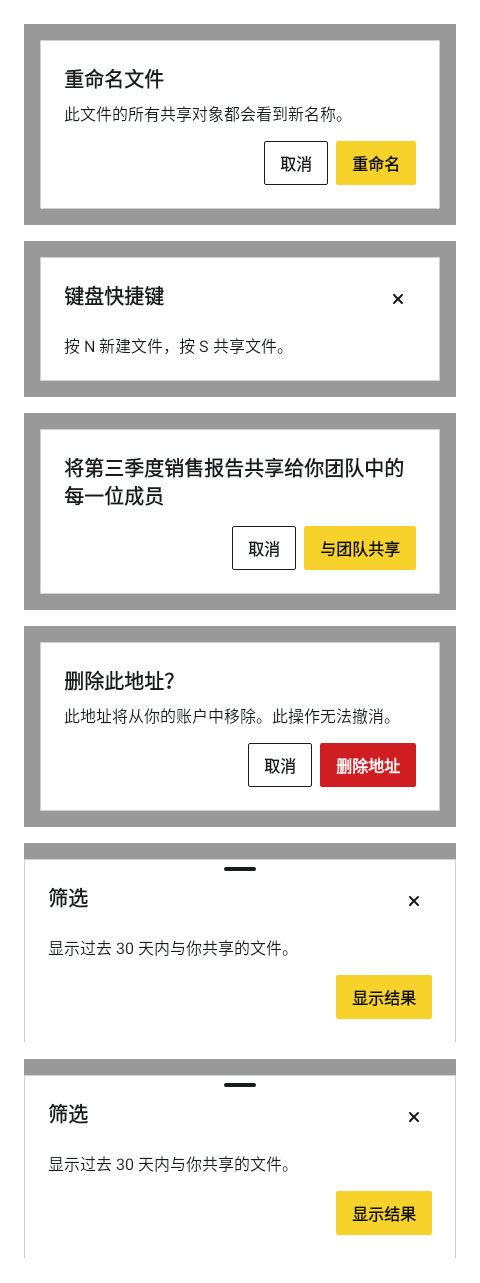 重命名文件
此文件的所有共享对象都会看到新名称。
取消
重命名
键盘快捷键
按 N 新建文件，按 S 共享文件。
将第三季度销售报告共享给你团队中的
每一位成员
取消
与团队共享
删除此地址？
此地址将从你的账户中移除。此操作无法撤消。
取消
删除地址
筛选
显示过去 30 天内与你共享的文件。
显示结果
筛选
显示过去 30 天内与你共享的文件。
显示结果